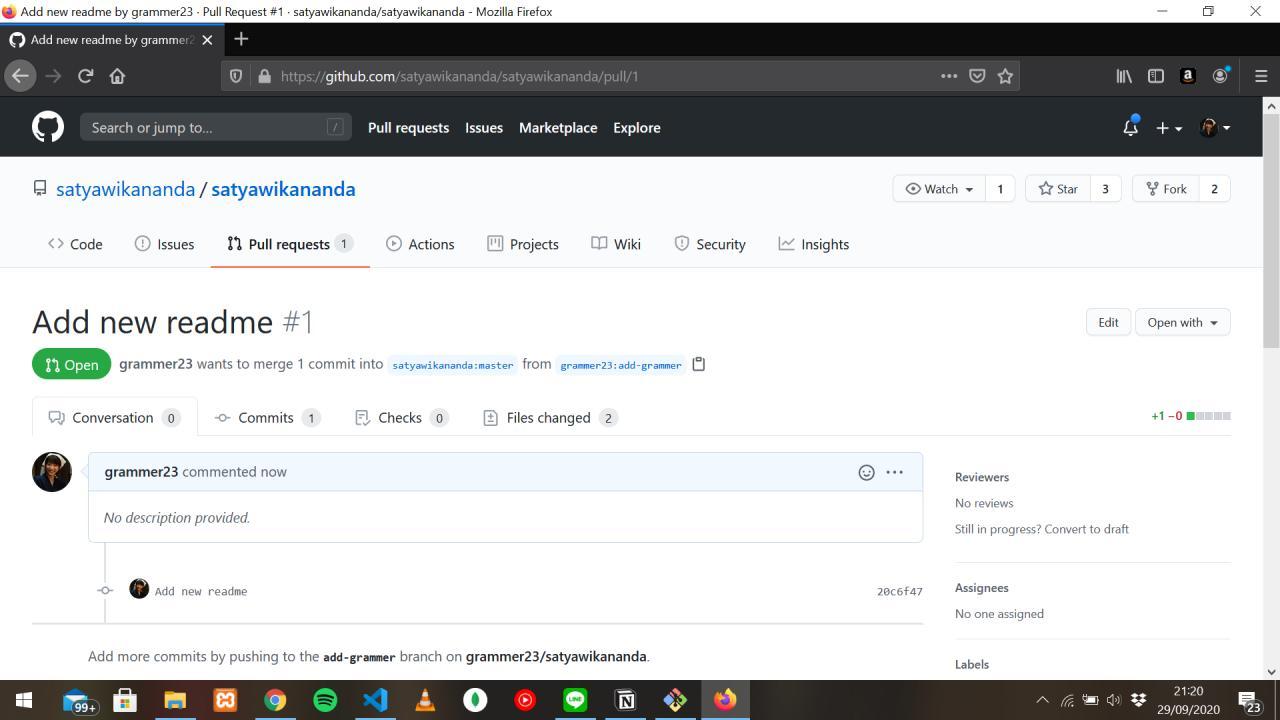 Add new readme by grammer23 · Pull Request #1 · satyawikananda/satyawikananda - Mozilla Firefox
Add new readme by grammer2
https://github.com/satyawikananda/satyawikananda/pull/1
Search or jump to... / Pull requests Issues Marketplace Explore
satyawikananda / satyawikananda Watch 1 Star 3 Fork 2
Code Issues Pull requests 1 Actions Projects Wiki Security Insights
Add new readme #1 Edit Open with
Open grammer23 wants to merge 1 commit into satyawikananda:master from grammer23:add-grammer
Conversation 0 Commits 1 Checks 0 Files changed 2 +1 −0
grammer23 commented now
No description provided.
Reviewers
No reviews
Still in progress? Convert to draft
Add new readme 20c6f47
Assignees
No one assigned
Add more commits by pushing to the add-grammer branch on grammer23/satyawikananda.
Labels
99+ LINE 21:20
29/09/2020 23